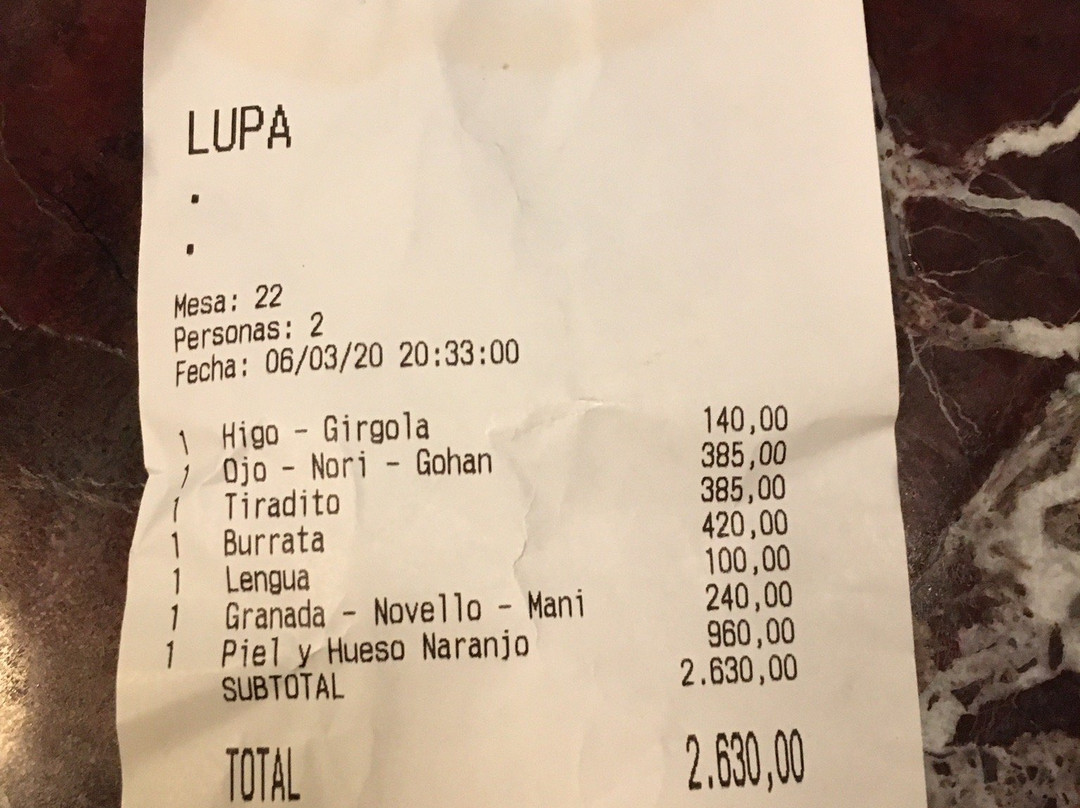 LUPA
.
.
Mesa: 22
Personas: 2
Fecha: 06/03/20 20:33:00
1 Higo - Girgola 140,00
1 Ojo - Nori - Gohan 385,00
1 Tiradito 385,00
1 Burrata 420,00
1 Lengua 100,00
1 Granada - Novello - Mani 240,00
1 Piel y Hueso Naranjo 960,00
SUBTOTAL 2.630,00
TOTAL 2.630,00